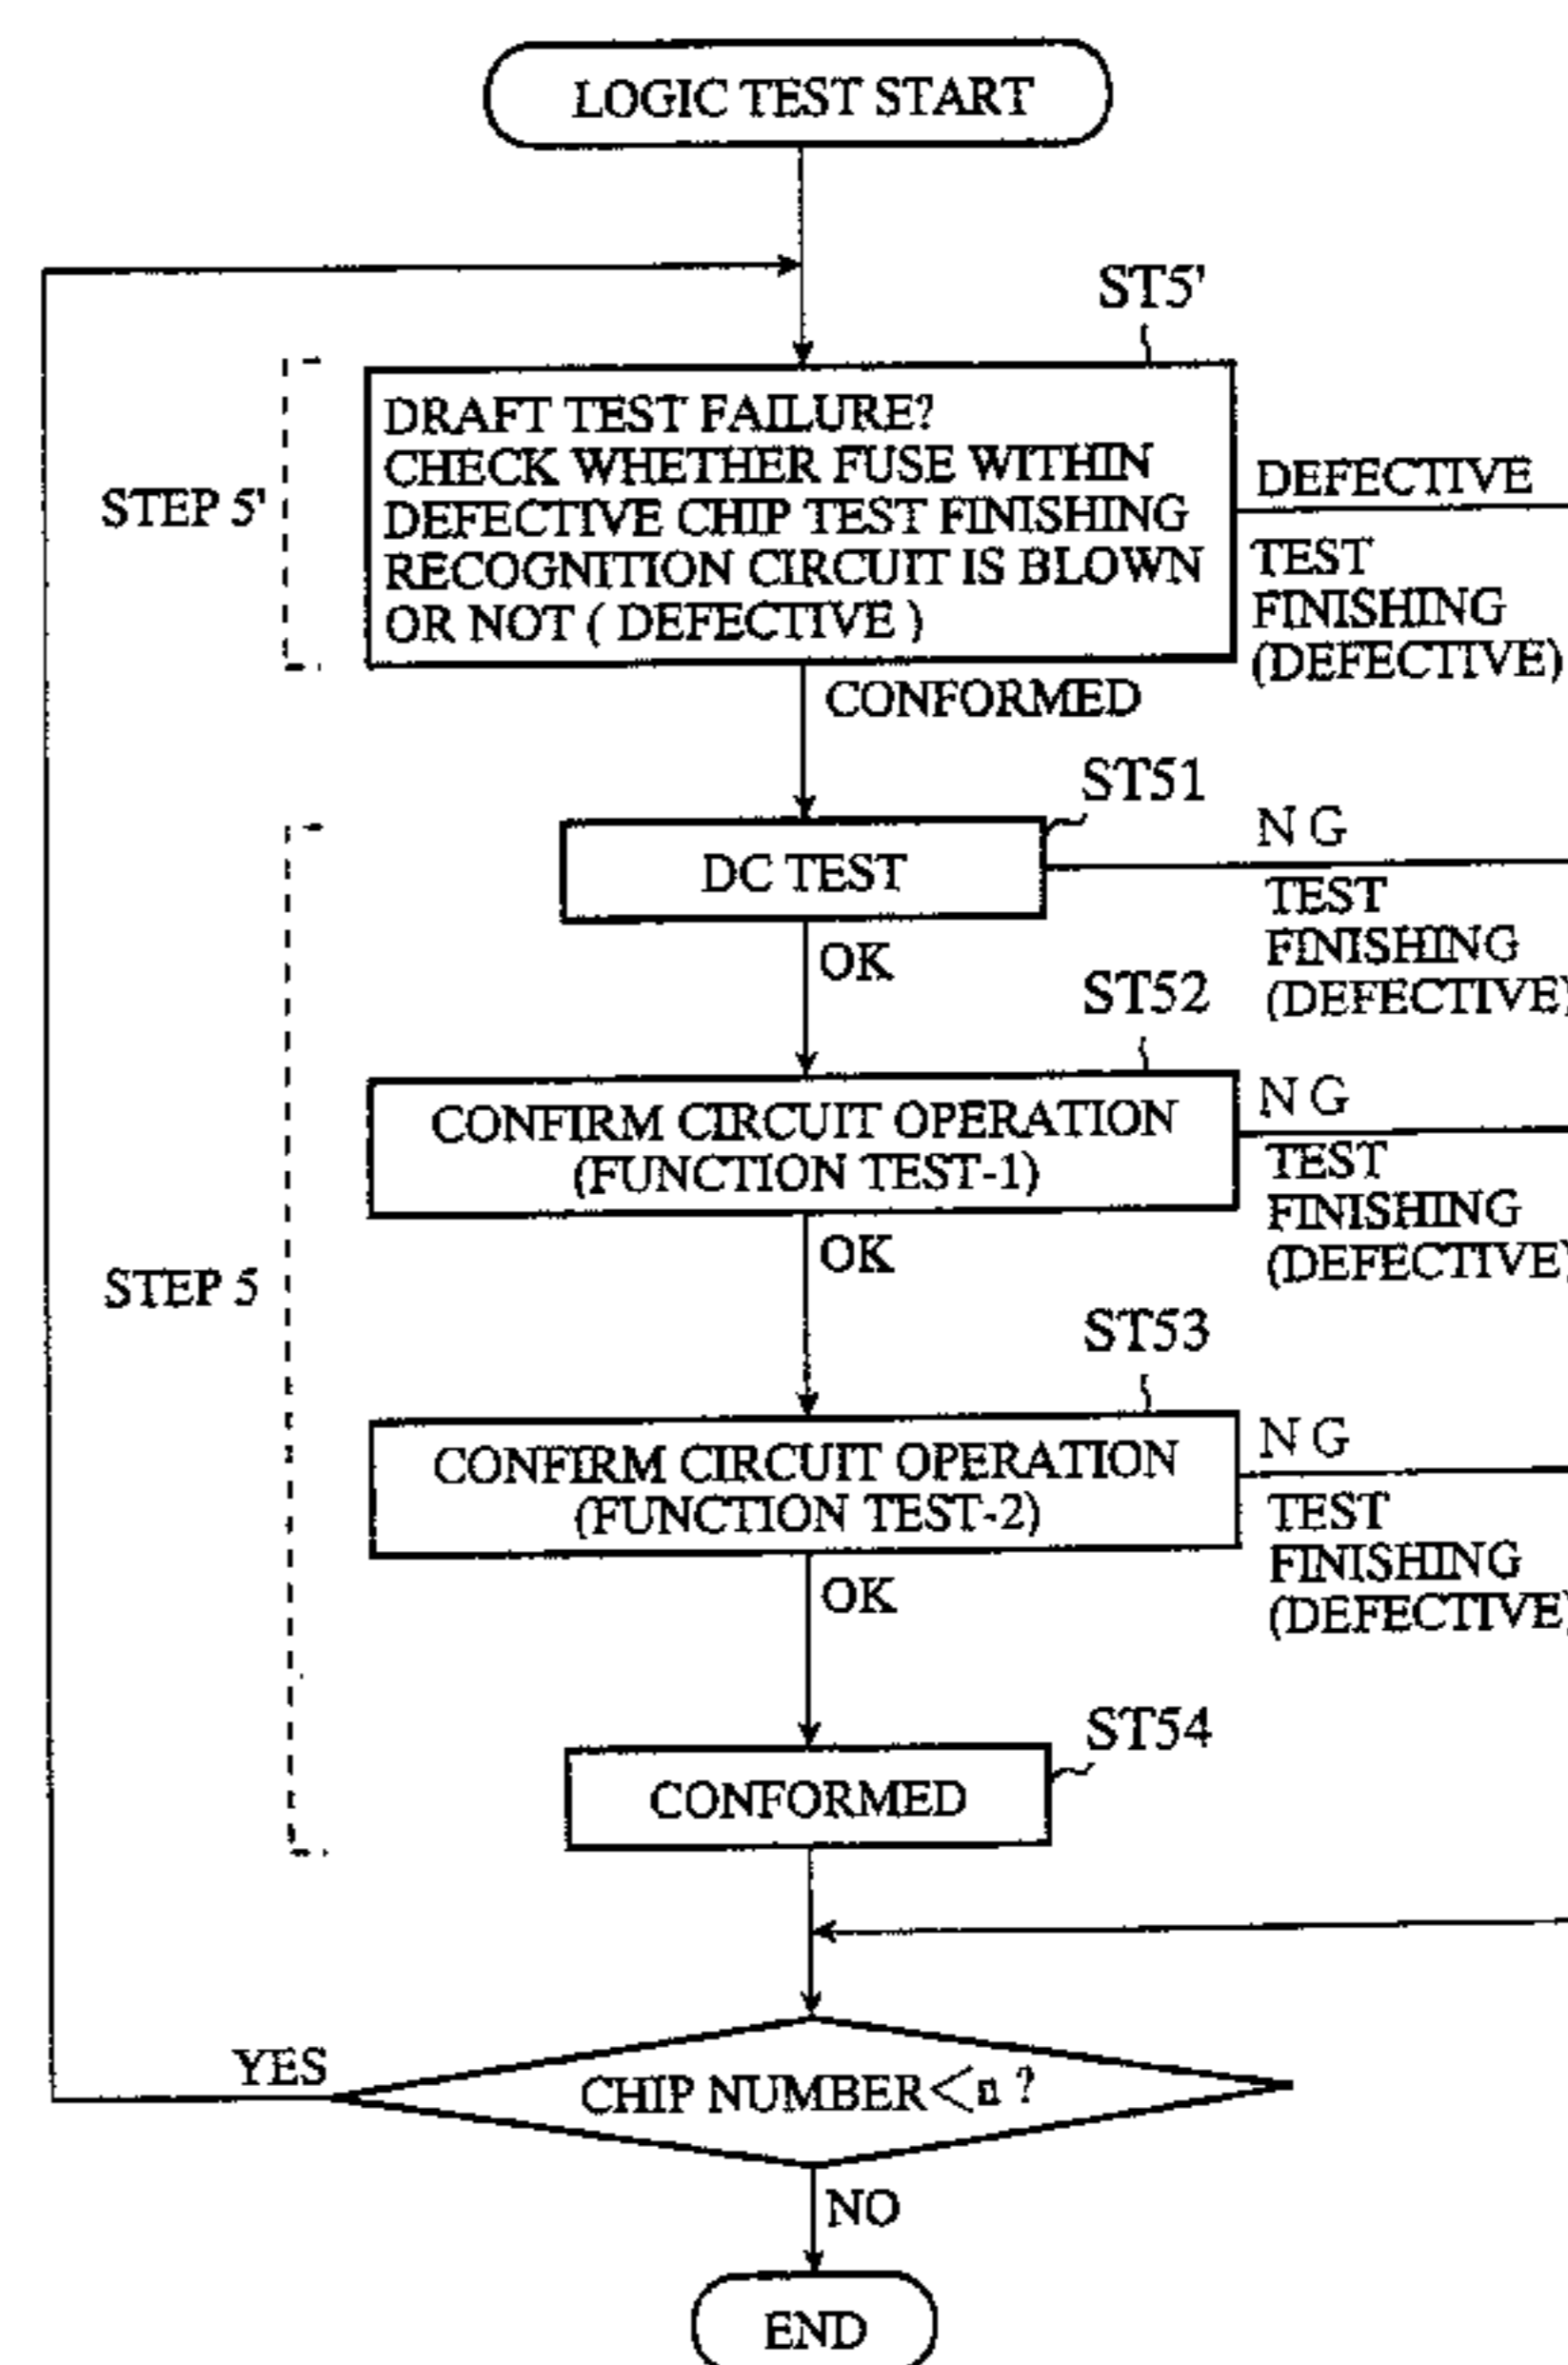 LOGIC TEST START
ST5'
STEP 5'
DRAFT TEST FAILURE?
CHECK WHETHER FUSE WITHIN
DEFECTIVE CHIP TEST FINISHING
RECOGNITION CIRCUIT IS BLOWN
OR NOT ( DEFECTIVE )
DEFECTIVE
TEST
FINISHING
(DEFECTIVE)
CONFORMED
ST51
DC TEST
N G
TEST
FINISHING
(DEFECTIVE)
OK
ST52
CONFIRM CIRCUIT OPERATION
(FUNCTION TEST-1)
N G
TEST
FINISHING
(DEFECTIVE)
OK
STEP 5
ST53
CONFIRM CIRCUIT OPERATION
(FUNCTION TEST-2)
N G
TEST
FINISHING
(DEFECTIVE)
OK
ST54
CONFORMED
YES
CHIP NUMBER<n ?
NO
END